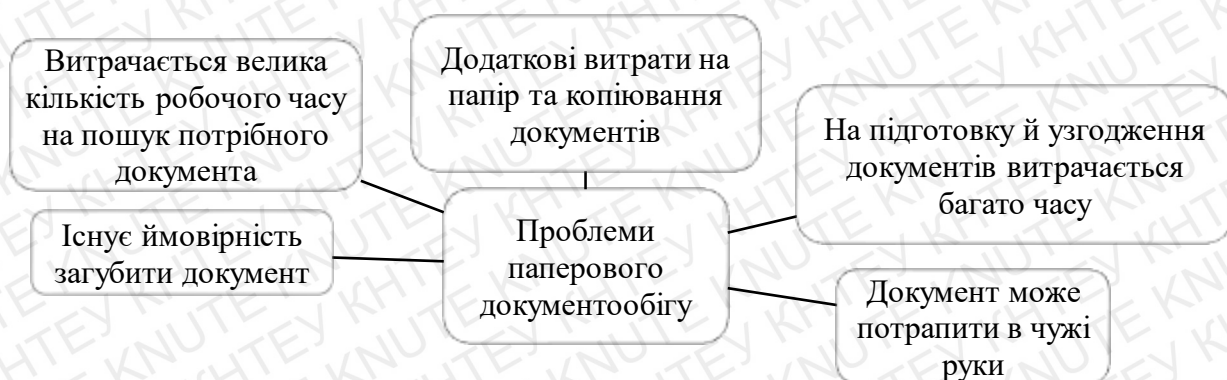 Витрачається велика
кількість робочого часу
на пошук потрібного
документа
Додаткові витрати на
папір та копіювання
документів
На підготовку й узгодження
документів витрачається
багато часу
Існує ймовірність
загубити документ
Проблеми
паперового
документообігу
Документ може
потрапити в чужі
руки